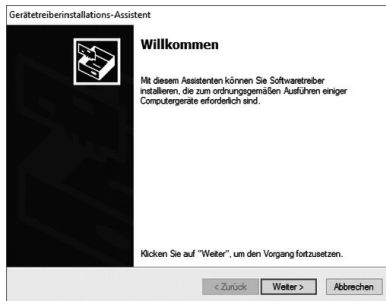 Gerätetreiberinstallations-Assistent
Willkommen
Mit diesem Assistenten können Sie Softwaretreiber
installieren, die zum ordnungsgemäßen Ausführen einiger
Computergeräte erforderlich sind.
Klicken Sie auf "Weiter", um den Vorgang fortzusetzen.
< Zurück Weiter > Abbrechen